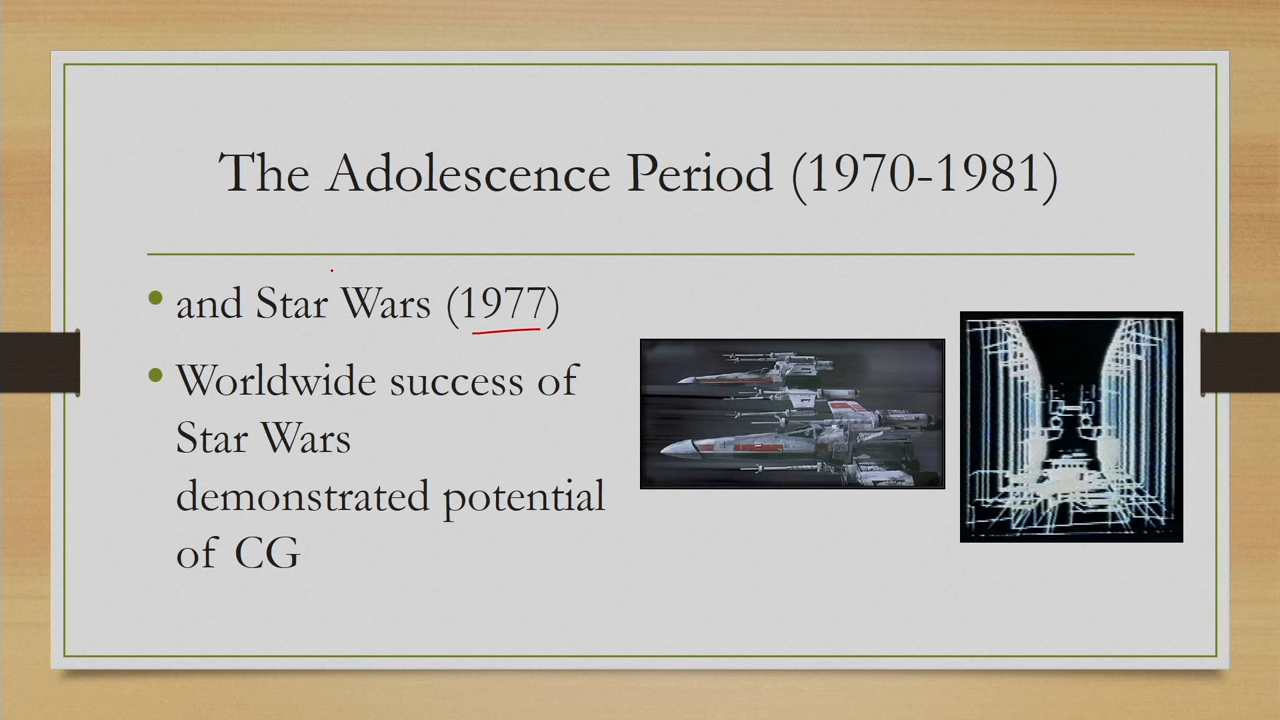 The Adolescence Period (1970-1981)
• and Star Wars (1977)
• Worldwide success of
Star Wars
demonstrated potential
of CG